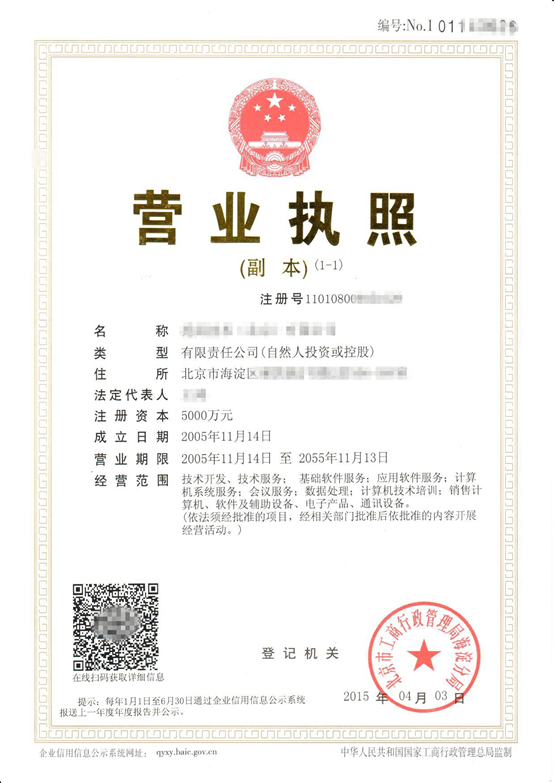 编号:No.1 011
营业执照
(副 本)(1-1)
注册号11010800
名 称
类 型 有限责任公司(自然人投资或控股)
住 所 北京市海淀区
法定代表人
注册资本 5000万元
成立日期 2005年11月14日
营业期限 2005年11月14日 至 2055年11月13日
经营范围 技术开发、技术服务; 基础软件服务; 应用软件服务; 计算
机系统服务; 会议服务; 数据处理; 计算机技术培训; 销售计
算机、软件及辅助设备、电子产品、通讯设备。
(依法须经批准的项目, 经相关部门批准后依批准的内容开展
经营活动。)
在线扫码获取详细信息
登记机关
北京市工商行政管理局海淀分局
2015 年 04 月 03 日
提示: 每年1月1日至6月30日通过企业信用信息公示系统
报送上一年度年度报告并公示。
企业信用信息公示系统网址: qyxy.baic.gov.cn
中华人民共和国国家工商行政管理总局监制